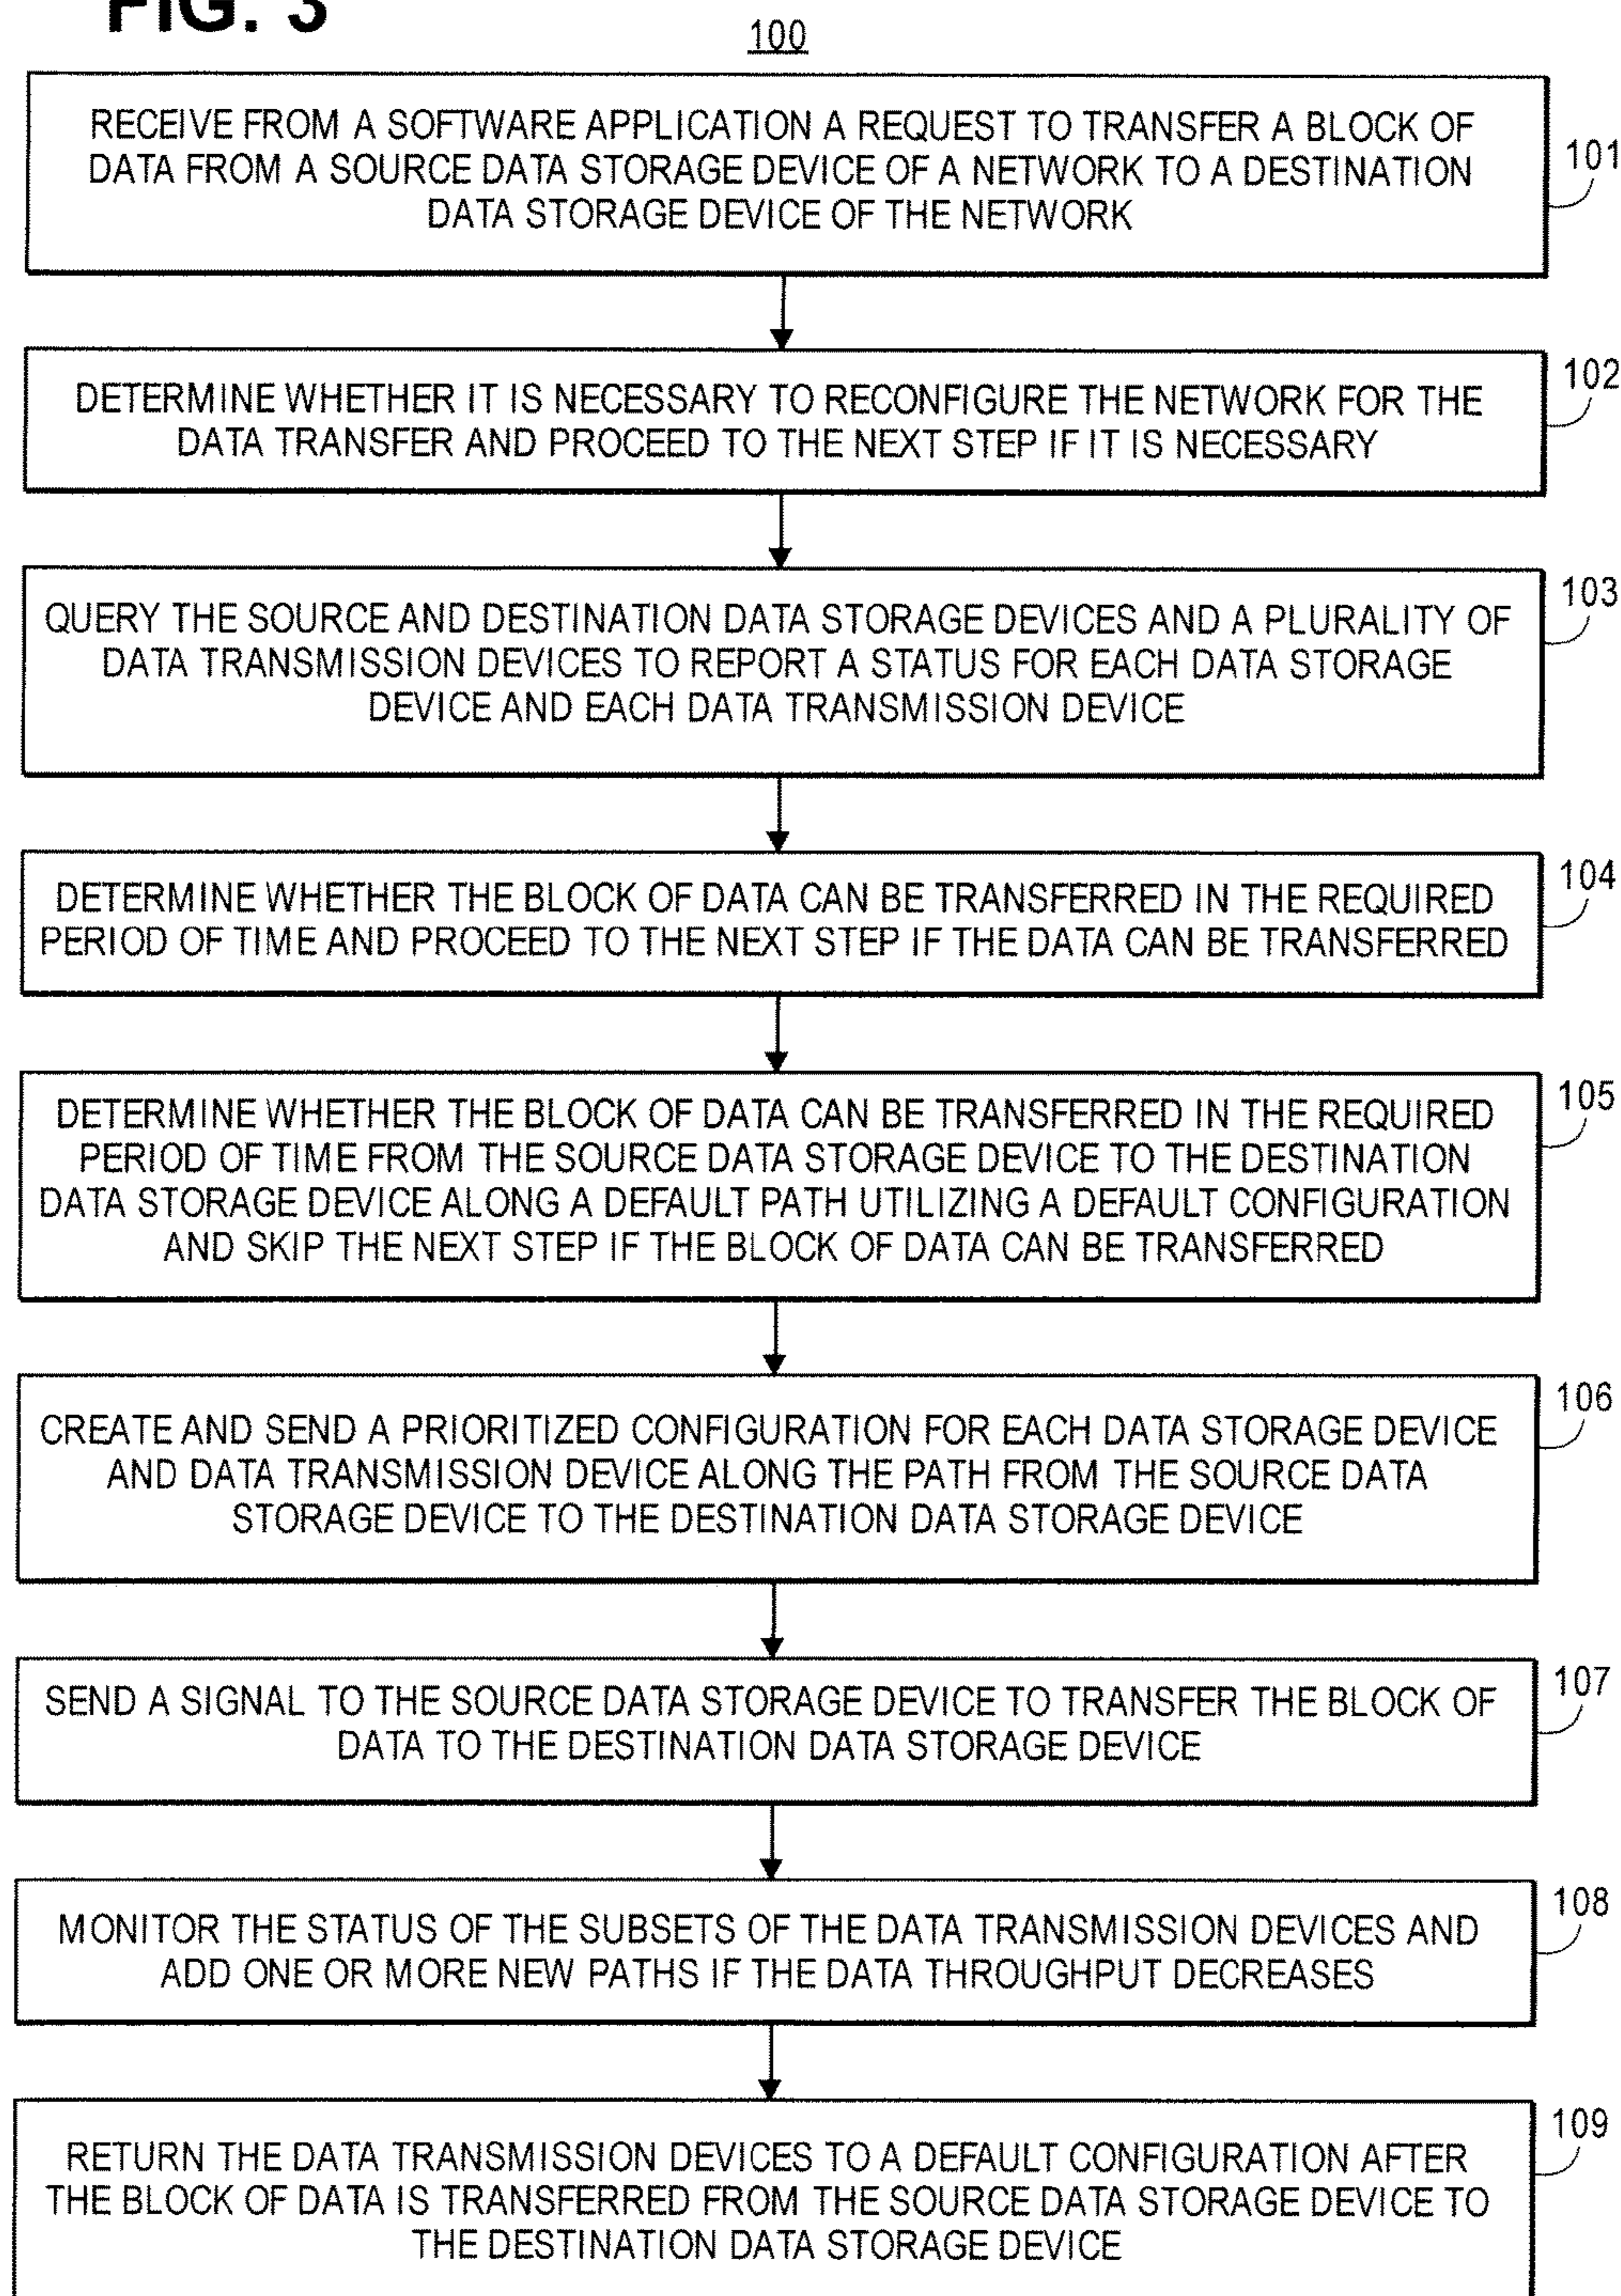 FIG. 3
100
RECEIVE FROM A SOFTWARE APPLICATION A REQUEST TO TRANSFER A BLOCK OF
DATA FROM A SOURCE DATA STORAGE DEVICE OF A NETWORK TO A DESTINATION
DATA STORAGE DEVICE OF THE NETWORK
101
DETERMINE WHETHER IT IS NECESSARY TO RECONFIGURE THE NETWORK FOR THE
DATA TRANSFER AND PROCEED TO THE NEXT STEP IF IT IS NECESSARY
102
QUERY THE SOURCE AND DESTINATION DATA STORAGE DEVICES AND A PLURALITY OF
DATA TRANSMISSION DEVICES TO REPORT A STATUS FOR EACH DATA STORAGE
DEVICE AND EACH DATA TRANSMISSION DEVICE
103
DETERMINE WHETHER THE BLOCK OF DATA CAN BE TRANSFERRED IN THE REQUIRED
PERIOD OF TIME AND PROCEED TO THE NEXT STEP IF THE DATA CAN BE TRANSFERRED
104
DETERMINE WHETHER THE BLOCK OF DATA CAN BE TRANSFERRED IN THE REQUIRED
PERIOD OF TIME FROM THE SOURCE DATA STORAGE DEVICE TO THE DESTINATION
DATA STORAGE DEVICE ALONG A DEFAULT PATH UTILIZING A DEFAULT CONFIGURATION
AND SKIP THE NEXT STEP IF THE BLOCK OF DATA CAN BE TRANSFERRED
105
CREATE AND SEND A PRIORITIZED CONFIGURATION FOR EACH DATA STORAGE DEVICE
AND DATA TRANSMISSION DEVICE ALONG THE PATH FROM THE SOURCE DATA
STORAGE DEVICE TO THE DESTINATION DATA STORAGE DEVICE
106
SEND A SIGNAL TO THE SOURCE DATA STORAGE DEVICE TO TRANSFER THE BLOCK OF
DATA TO THE DESTINATION DATA STORAGE DEVICE
107
MONITOR THE STATUS OF THE SUBSETS OF THE DATA TRANSMISSION DEVICES AND
ADD ONE OR MORE NEW PATHS IF THE DATA THROUGHPUT DECREASES
108
RETURN THE DATA TRANSMISSION DEVICES TO A DEFAULT CONFIGURATION AFTER
THE BLOCK OF DATA IS TRANSFERRED FROM THE SOURCE DATA STORAGE DEVICE TO
THE DESTINATION DATA STORAGE DEVICE
109